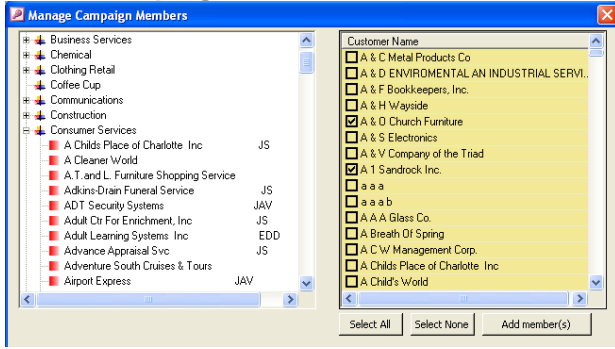 Manage Campaign Members
Business Services
Chemical
Clothing Retail
Coffee Cup
Communications
Construction
Consumer Services
A Childs Place of Charlotte Inc JS
A Cleaner World
A.T.and L. Furniture Shopping Service
Adkins-Drain Funeral Service JS
ADT Security Systems JAV
Adult Ctr For Enrichment, Inc JS
Adult Learning Systems Inc EDD
Advance Appraisal Svc JS
Adventure South Cruises & Tours
Airport Express JAV
Customer Name
A & C Metal Products Co
A & D ENVIROMENTAL AN INDUSTRIAL SERVI...
A & F Bookkeepers, Inc.
A & H Wayside
A & O Church Furniture
A & S Electronics
A & V Company of the Triad
A 1 Sandrock Inc.
a a a
a a a b
A A A Glass Co.
A Breath Of Spring
A C W Management Corp.
A Childs Place of Charlotte Inc
A Child's World
Select All Select None Add member(s)